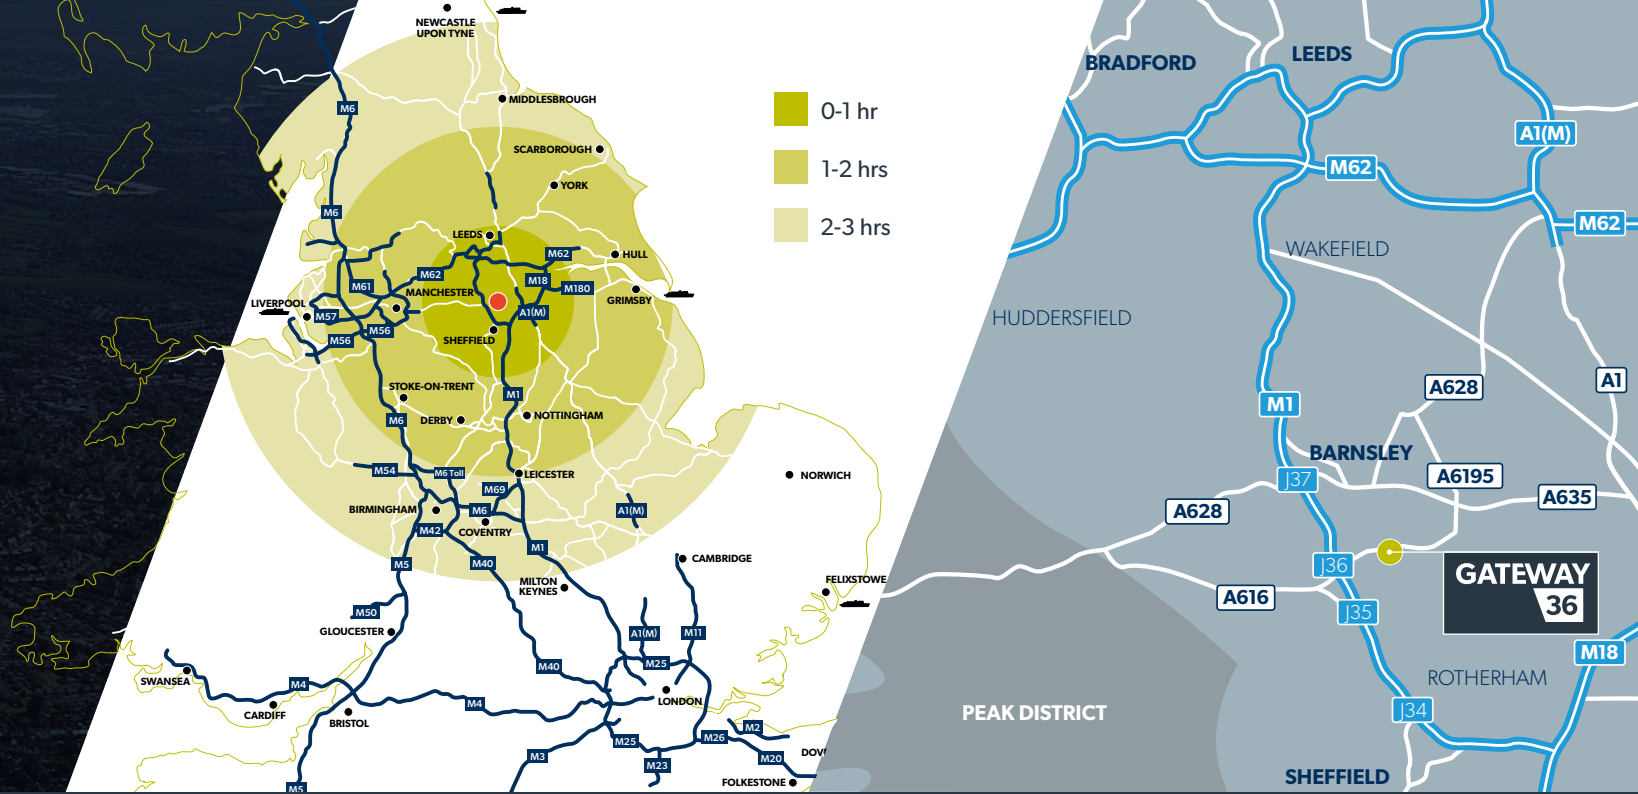 NEWCASTLE
UPON TYNE
M6
MIDDLESBROUGH
SCARBOROUGH
YORK
M6
LEEDS
M62
HULL
M62
M61
MANCHESTER
M18
M180
GRIMSBY
LIVERPOOL
M57
A1(M)
M56
M56
SHEFFIELD
STOKE-ON-TRENT
M1
M6
DERBY
NOTTINGHAM
M54
M6 Toll
LEICESTER
NORWICH
M69
BIRMINGHAM
M6
A1(M)
M42
COVENTRY
M1
M5
M40
CAMBRIDGE
MILTON
KEYNES
FELIXSTOWE
M50
GLOUCESTER
A1(M)
M11
M40
M25
SWANSEA
M4
LONDON
CARDIFF
M4
BRISTOL
M2
M25
M26
M3
M23
M20
DOV
FOLKESTONE
M5
0-1 hr
1-2 hrs
2-3 hrs
BRADFORD
LEEDS
A1(M)
M62
M62
WAKEFIELD
HUDDERSFIELD
A1
A628
M1
BARNSLEY
J37
A6195
A635
A628
J36
GATEWAY
36
A616
J35
M18
ROTHERHAM
J34
PEAK DISTRICT
SHEFFIELD